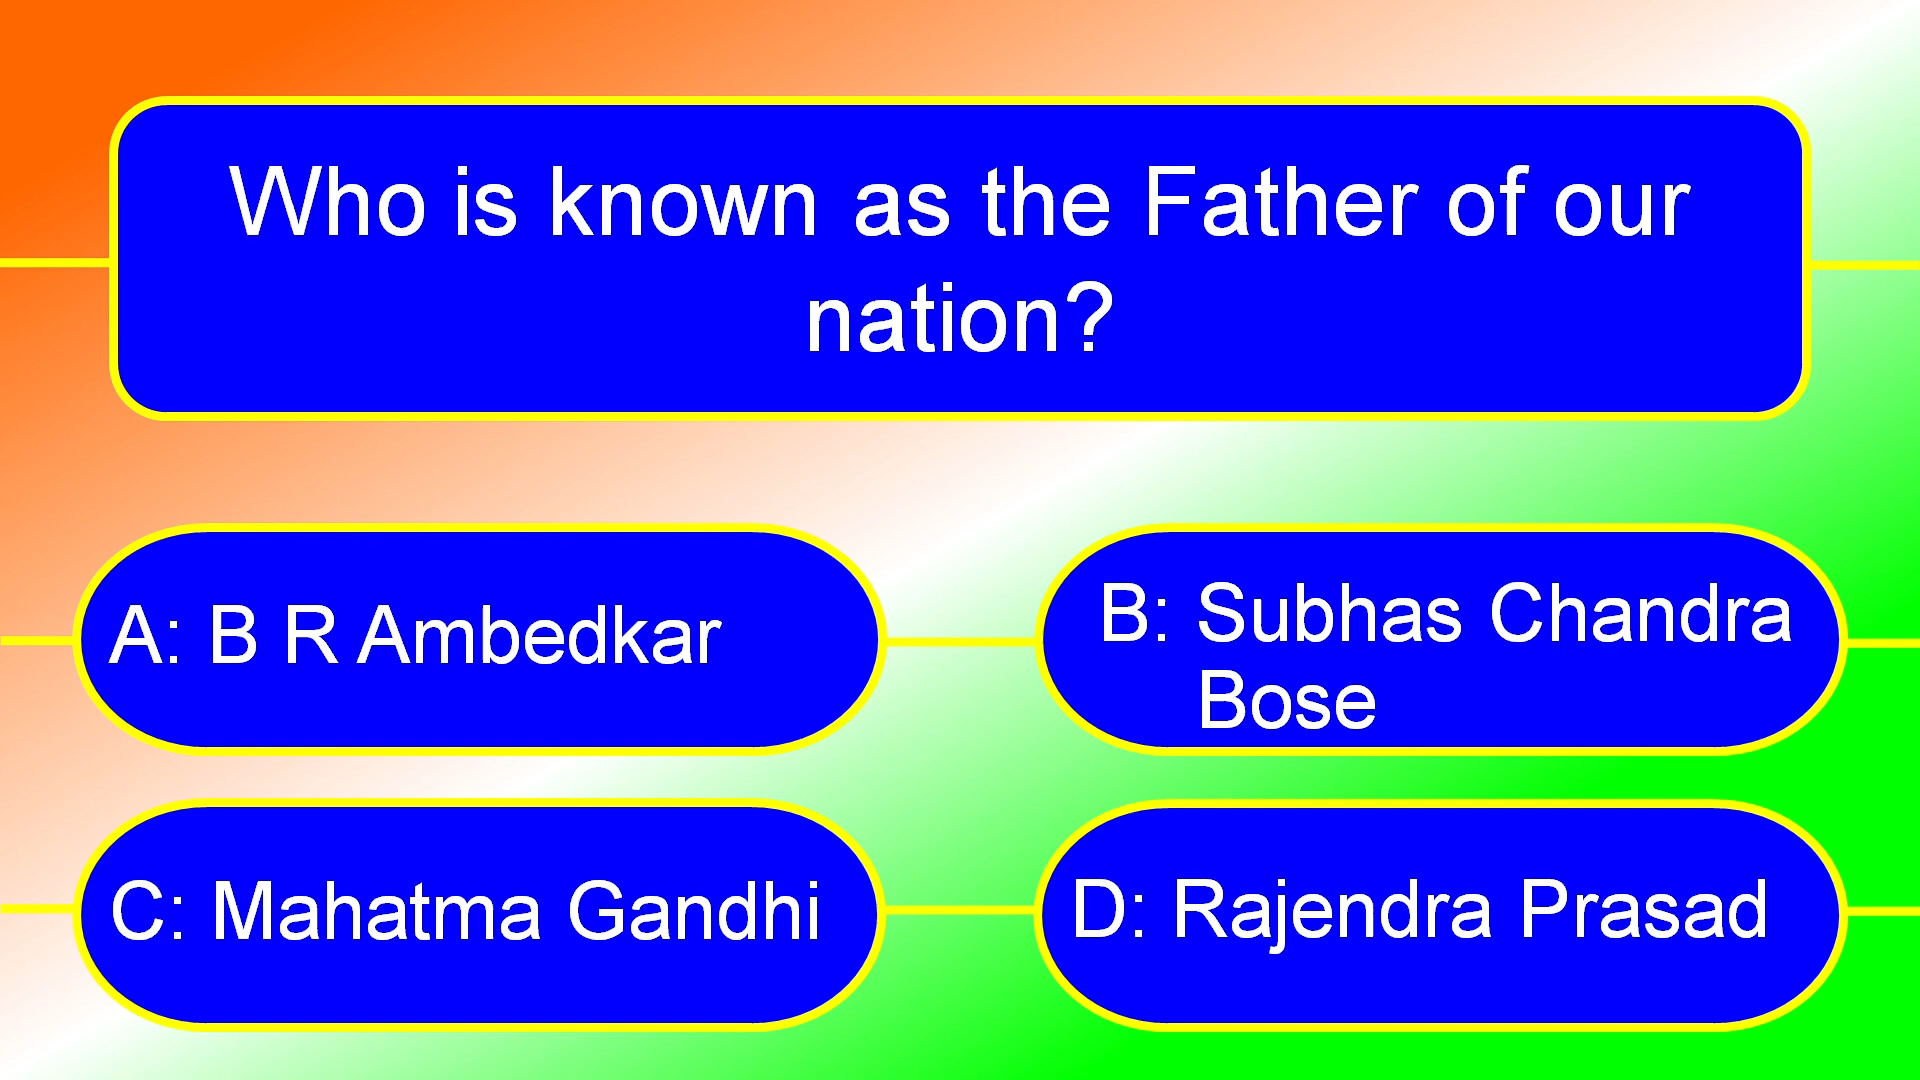 Who is known as the Father of our
nation?
A: B R Ambedkar
B: Subhas Chandra
Bose
C: Mahatma Gandhi
D: Rajendra Prasad